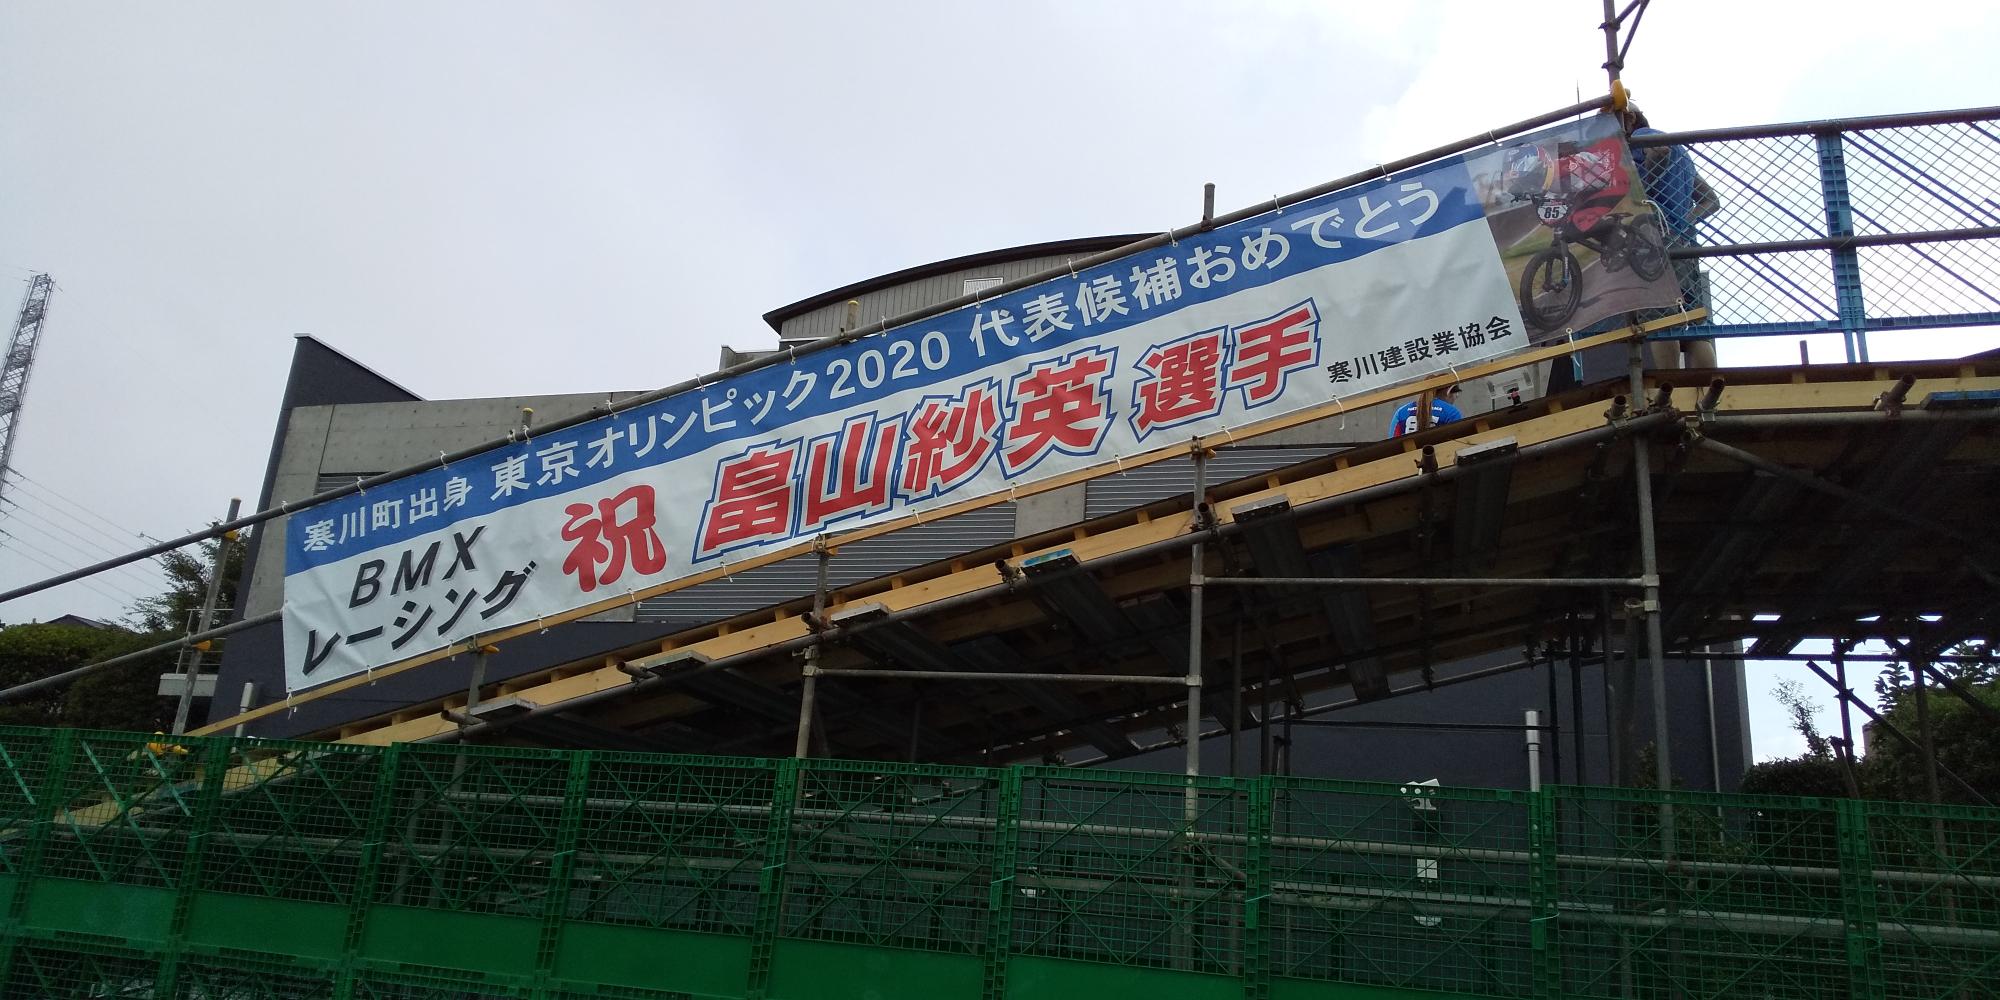 寒川町出身 東京オリンピック2020 代表候補おめでとう
BMX
レーシング
祝 畠山紗英 選手
寒川建設業協会
85